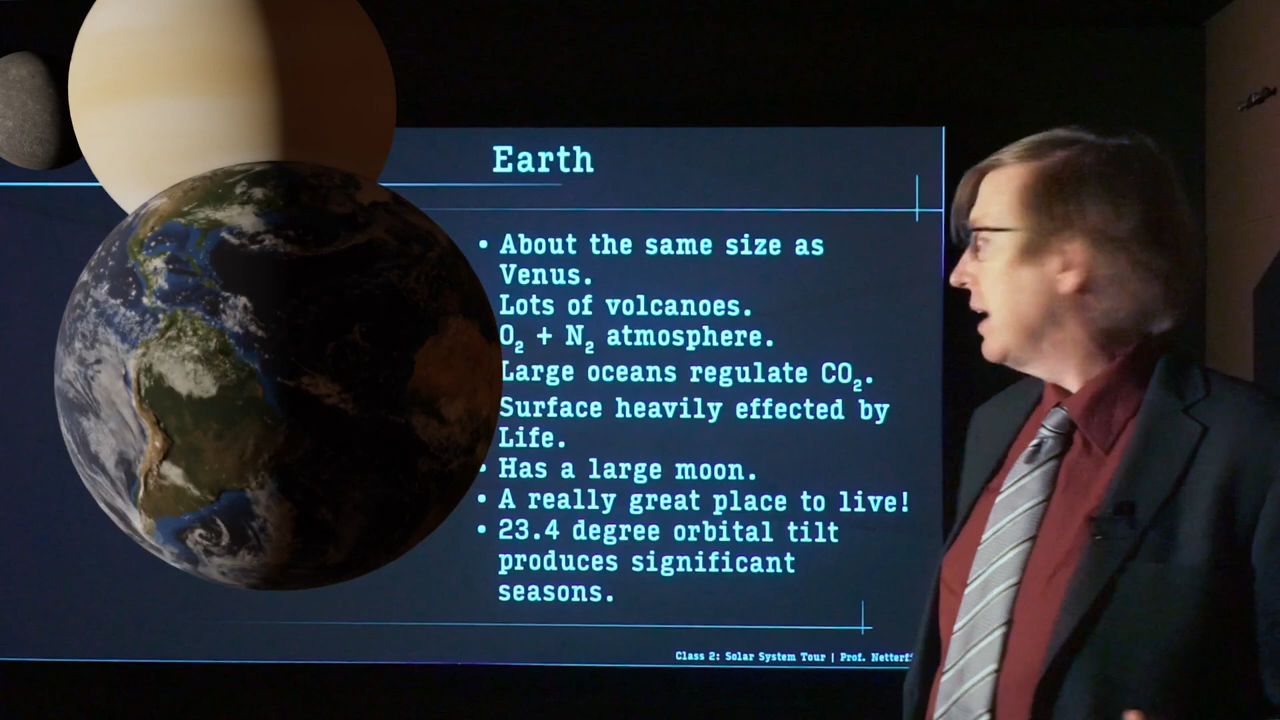 Earth
• About the same size as
Venus.
Lots of volcanoes.
O₂ + N₂ atmosphere.
Large oceans regulate CO₂.
Surface heavily effected by
Life.
• Has a large moon.
• A really great place to live!
• 23.4 degree orbital tilt
produces significant
seasons.
Class 2: Solar System Tour | Prof.